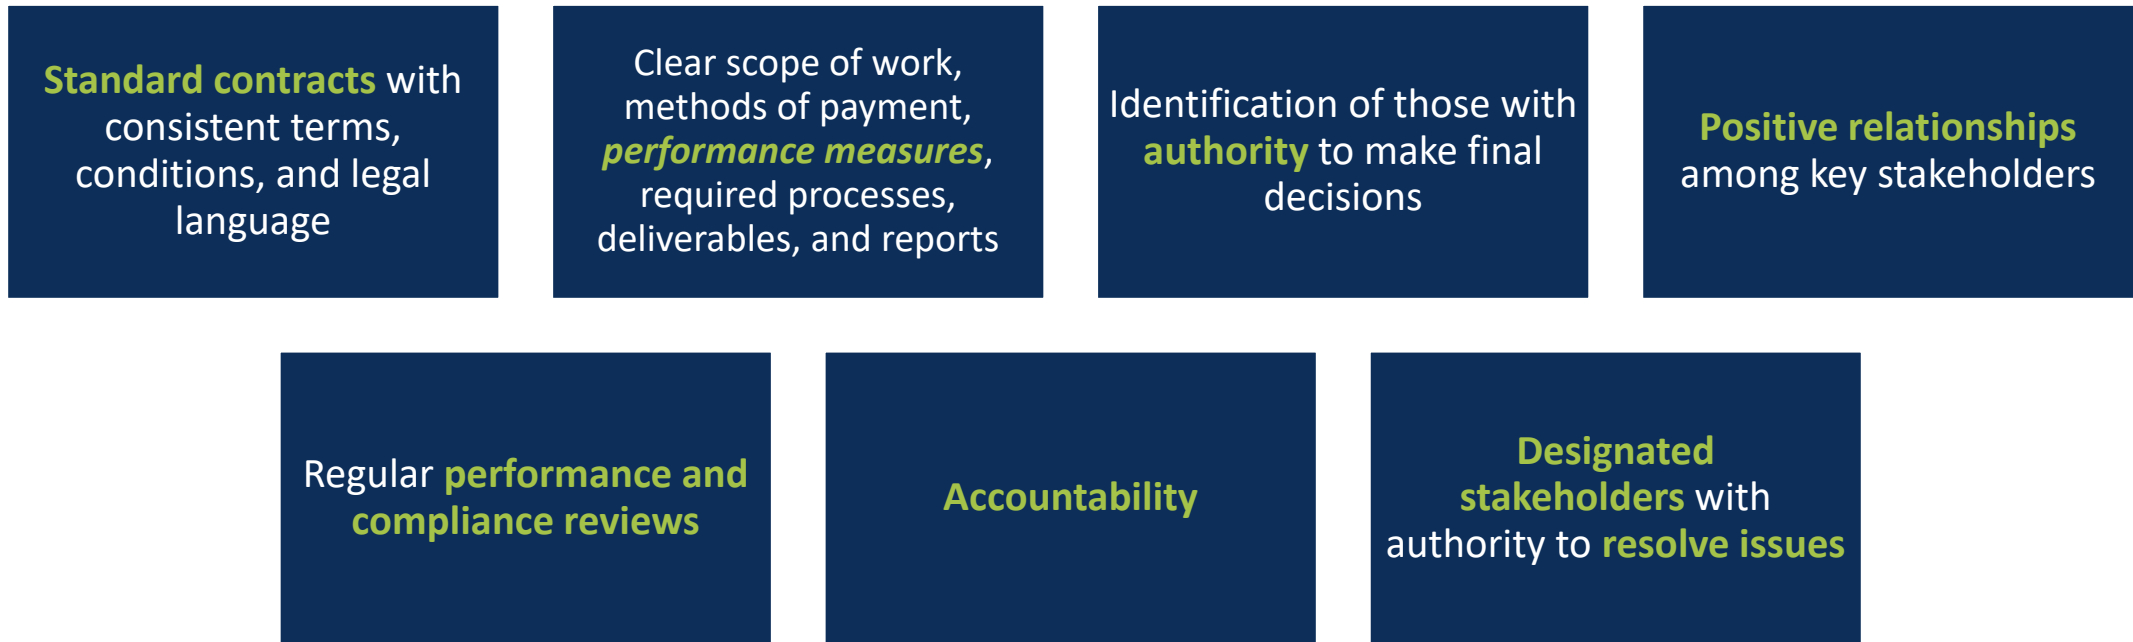 Standard contracts with
consistent terms,
conditions, and legal
language
Clear scope of work,
methods of payment,
performance measures,
required processes,
deliverables, and reports
Identification of those with
authority to make final
decisions
Positive relationships
among key stakeholders
Regular performance and
compliance reviews
Accountability
Designated
stakeholders with
authority to resolve issues